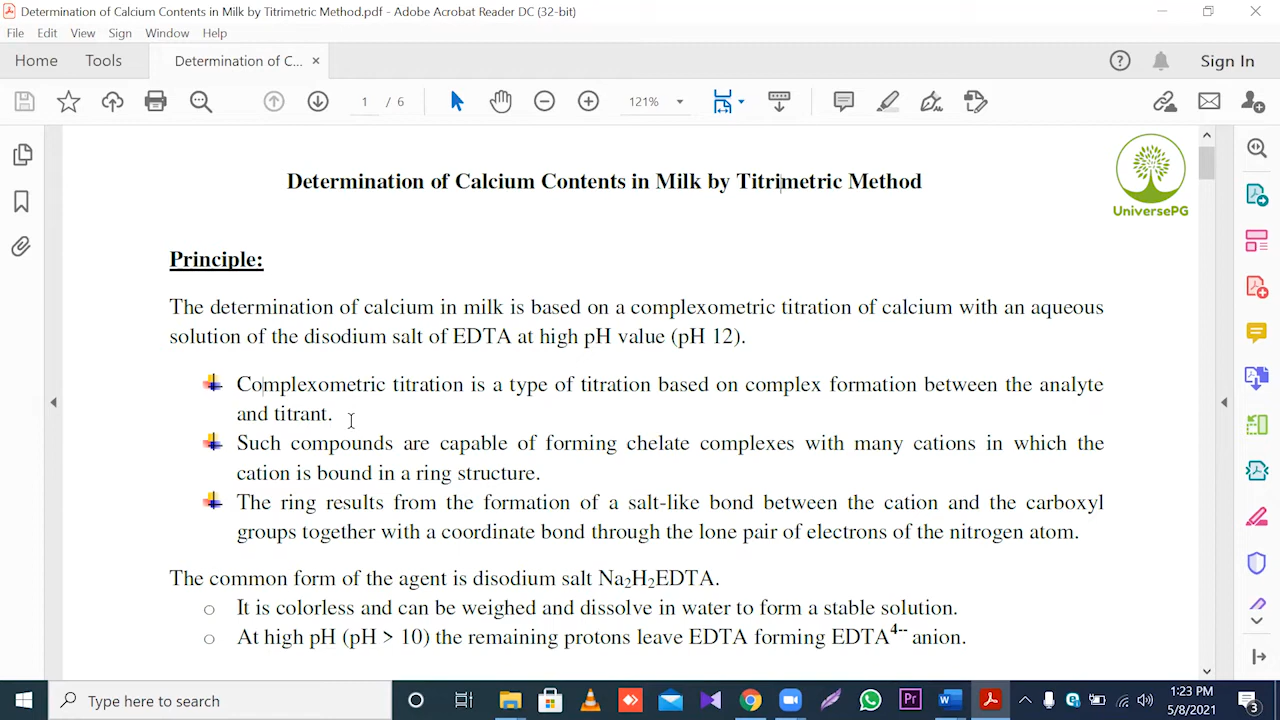 Determination of Calcium Contents in Milk by Titrimetric Method.pdf - Adobe Acrobat Reader DC (32-bit)
File Edit View Sign Window Help
Home Tools Determination of C... × Sign In
1 / 6 121%
Determination of Calcium Contents in Milk by Titrimetric Method
UniversePG
Principle:
The determination of calcium in milk is based on a complexometric titration of calcium with an aqueous
solution of the disodium salt of EDTA at high pH value (pH 12).
Complexometric titration is a type of titration based on complex formation between the analyte
and titrant.
Such compounds are capable of forming chelate complexes with many cations in which the
cation is bound in a ring structure.
The ring results from the formation of a salt-like bond between the cation and the carboxyl
groups together with a coordinate bond through the lone pair of electrons of the nitrogen atom.
The common form of the agent is disodium salt Na₂H₂EDTA.
o It is colorless and can be weighed and dissolve in water to form a stable solution.
o At high pH (pH > 10) the remaining protons leave EDTA forming EDTA⁴⁻⁻ anion.
Type here to search
Pr
1:23 PM
5/8/2021
3